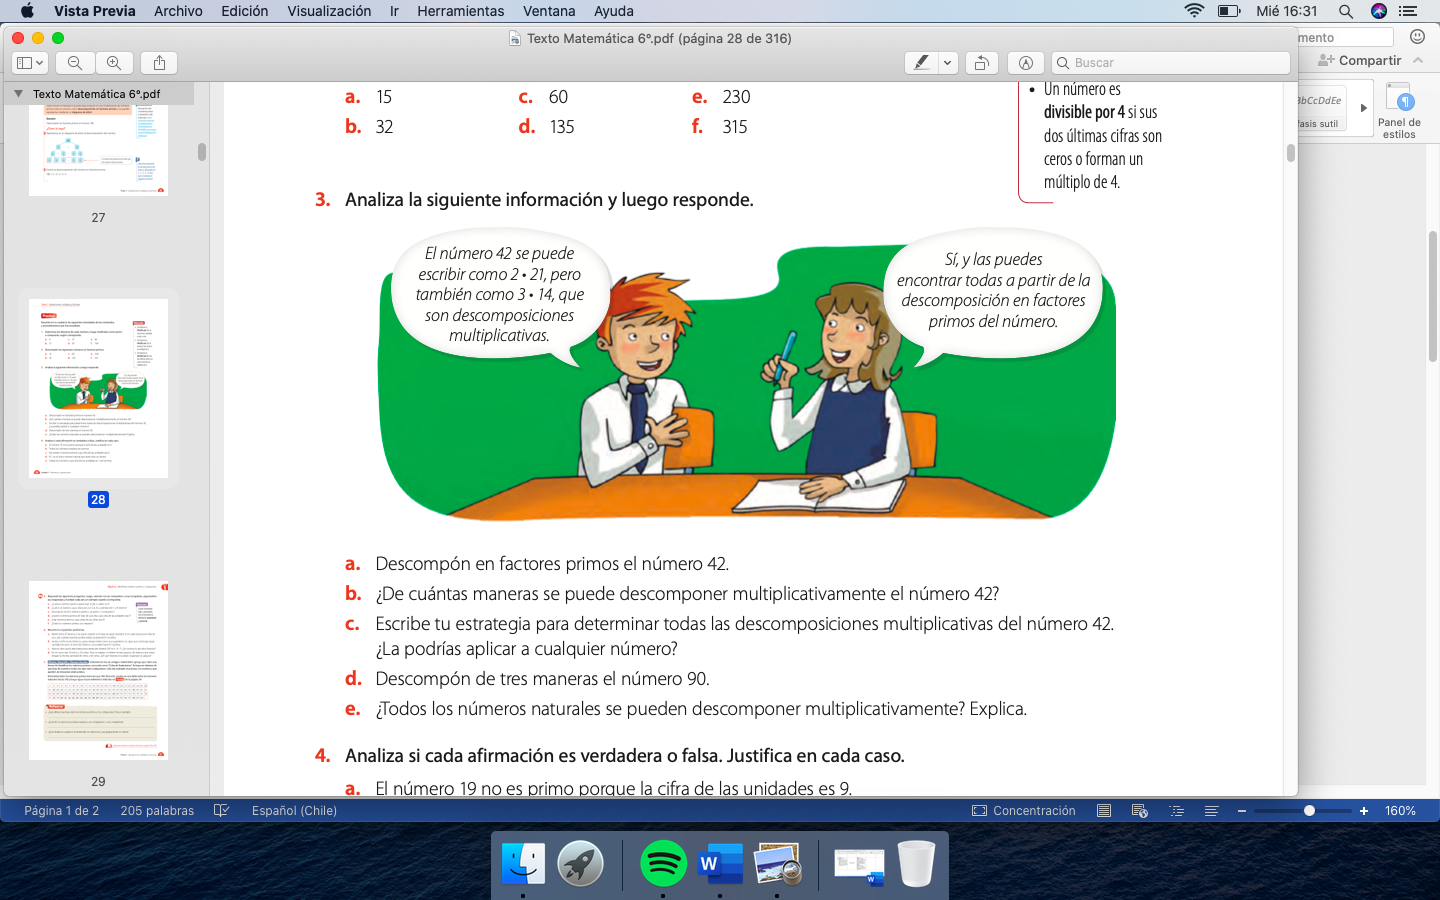 Vista Previa Archivo Edición Visualización Ir Herramientas Ventana Ayuda Mié 16:31
Texto Matemática 6º.pdf (página 28 de 316)
Buscar
mento
Compartir
Texto Matemática 6º.pdf
27
28
29
a. 15 c. 60 e. 230
b. 32 d. 135 f. 315
• Un número es
divisible por 4 si sus
dos últimas cifras son
ceros o forman un
múltiplo de 4.
3bCcDdEe
fasis sutil
Panel de
estilos
3. Analiza la siguiente información y luego responde.
El número 42 se puede
escribir como 2 • 21, pero
también como 3 • 14, que
son descomposiciones
multiplicativas.
Sí, y las puedes
encontrar todas a partir de la
descomposición en factores
primos del número.
a. Descompón en factores primos el número 42.
b. ¿De cuántas maneras se puede descomponer multiplicativamente el número 42?
c. Escribe tu estrategia para determinar todas las descomposiciones multiplicativas del número 42.
¿La podrías aplicar a cualquier número?
d. Descompón de tres maneras el número 90.
e. ¿Todos los números naturales se pueden descomponer multiplicativamente? Explica.
4. Analiza si cada afirmación es verdadera o falsa. Justifica en cada caso.
a. El número 19 no es primo porque la cifra de las unidades es 9.
Página 1 de 2 205 palabras Español (Chile) Concentración 160%